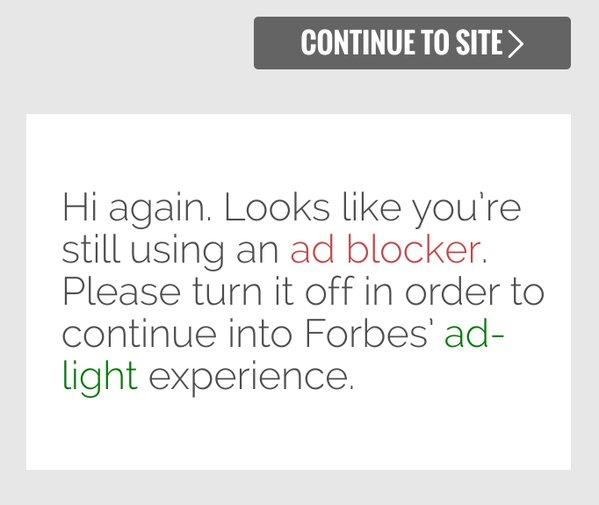 CONTINUE TO SITE
Hi again. Looks like you’re
still using an ad blocker.
Please turn it off in order to
continue into Forbes’ ad-
light experience.